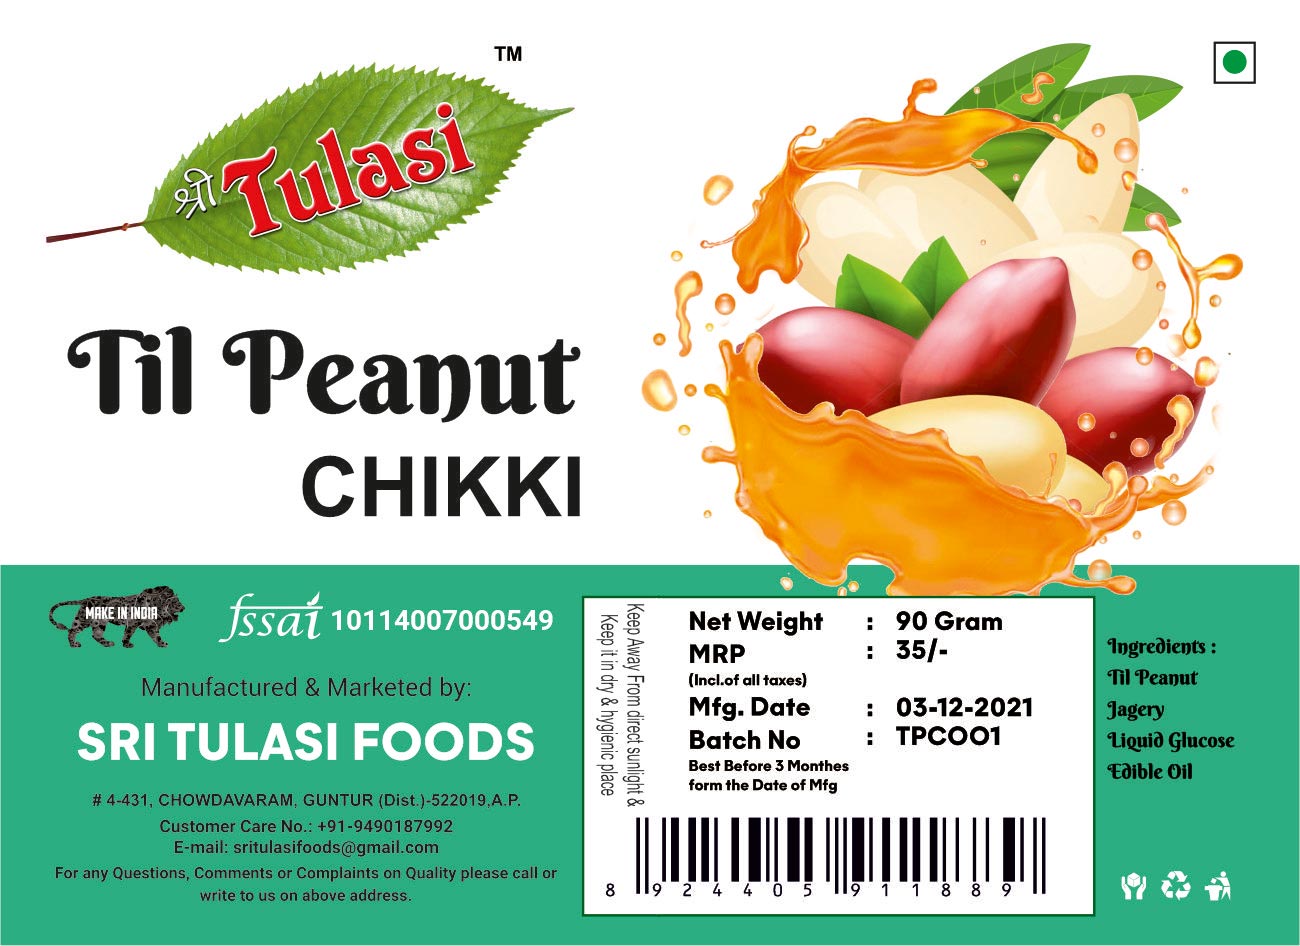 TM
श्री Tulasi
Til Peanut
CHIKKI
MAKE IN INDIA
fssai 10114007000549
Manufactured & Marketed by:
SRI TULASI FOODS
# 4-431, CHOWDAVARAM, GUNTUR (Dist.)-522019,A.P.
Customer Care No.: +91-9490187992
E-mail: sritulasifoods@gmail.com
For any Questions, Comments or Complaints on Quality please call or
write to us on above address.
Keep Away From direct sunlight &
Keep it in dry & hygienic place
Net Weight : 90 Gram
MRP : 35/-
(Incl.of all taxes)
Mfg. Date : 03-12-2021
Batch No : TPCOO1
Best Before 3 Monthes
form the Date of Mfg
8 924405 911889
Ingredients :
Til Peanut
Jagery
Liquid Glucose
Edible Oil